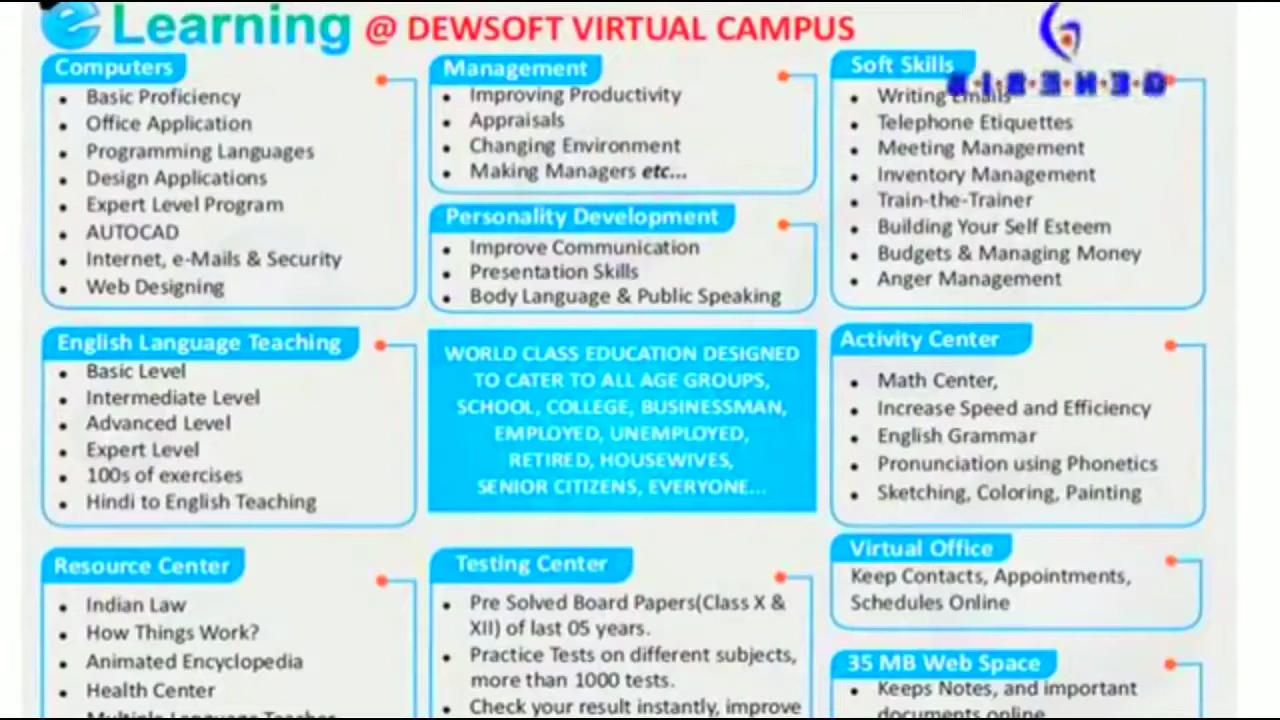 eLearning @ DEWSOFT VIRTUAL CAMPUS
Computers
• Basic Proficiency
• Office Application
• Programming Languages
• Design Applications
• Expert Level Program
• AUTOCAD
• Internet, e-Mails & Security
• Web Designing
Management
• Improving Productivity
• Appraisals
• Changing Environment
• Making Managers etc...
Personality Development
• Improve Communication
• Presentation Skills
• Body Language & Public Speaking
Soft Skills
• Writing Emails
• Telephone Etiquettes
• Meeting Management
• Inventory Management
• Train-the-Trainer
• Building Your Self Esteem
• Budgets & Managing Money
• Anger Management
English Language Teaching
• Basic Level
• Intermediate Level
• Advanced Level
• Expert Level
• 100s of exercises
• Hindi to English Teaching
WORLD CLASS EDUCATION DESIGNED
TO CATER TO ALL AGE GROUPS,
SCHOOL, COLLEGE, BUSINESSMAN,
EMPLOYED, UNEMPLOYED,
RETIRED, HOUSEWIVES,
SENIOR CITIZENS, EVERYONE...
Activity Center
• Math Center,
• Increase Speed and Efficiency
• English Grammar
• Pronunciation using Phonetics
• Sketching, Coloring, Painting
Resource Center
• Indian Law
• How Things Work?
• Animated Encyclopedia
• Health Center
• Multiple Language Teacher
Testing Center
• Pre Solved Board Papers(Class X &
XII) of last 05 years.
• Practice Tests on different subjects,
more than 1000 tests.
• Check your result instantly, improve
Virtual Office
Keep Contacts, Appointments,
Schedules Online
35 MB Web Space
• Keeps Notes, and important
documents online